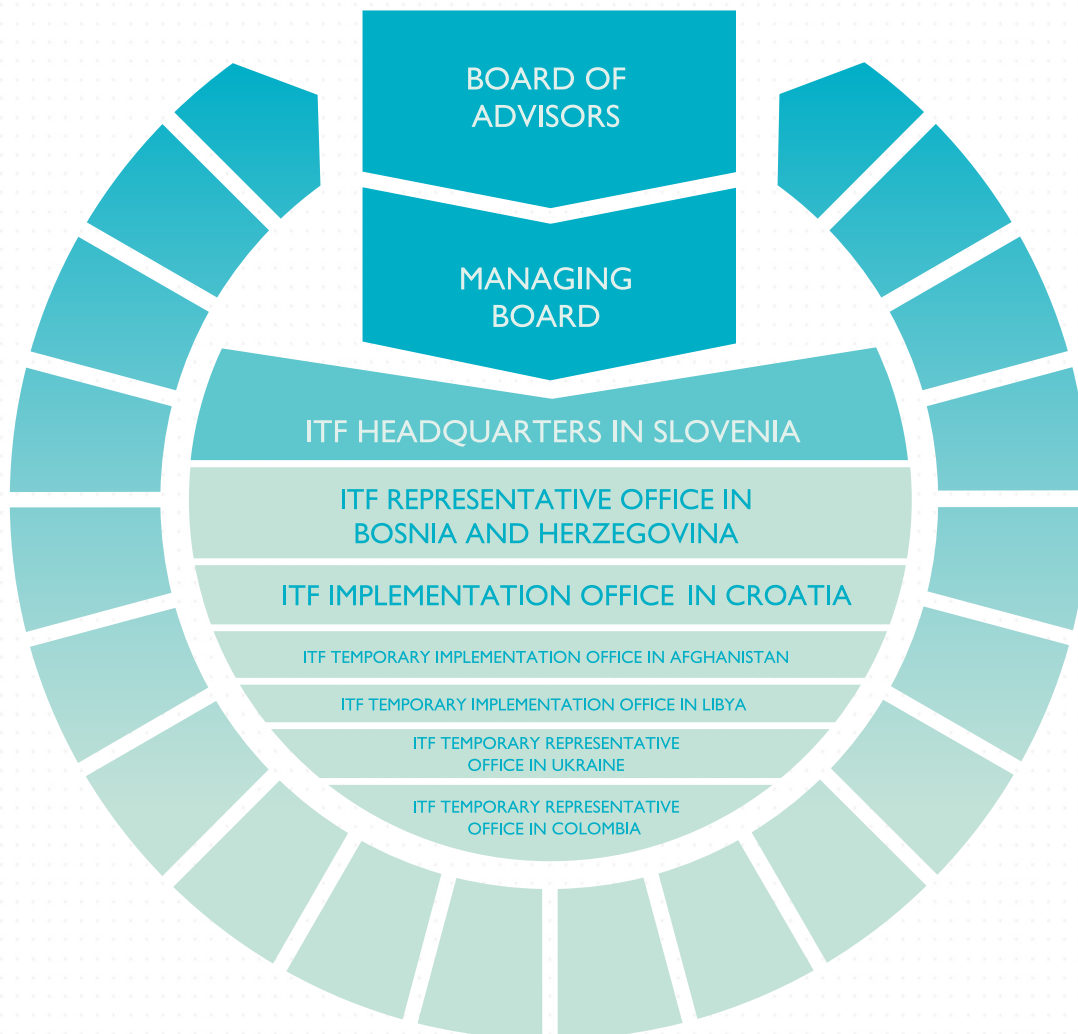 BOARD OF
ADVISORS
MANAGING
BOARD
ITF HEADQUARTERS IN SLOVENIA
ITF REPRESENTATIVE OFFICE IN
BOSNIA AND HERZEGOVINA
ITF IMPLEMENTATION OFFICE IN CROATIA
ITF TEMPORARY IMPLEMENTATION OFFICE IN AFGHANISTAN
ITF TEMPORARY IMPLEMENTATION OFFICE IN LIBYA
ITF TEMPORARY REPRESENTATIVE
OFFICE IN UKRAINE
ITF TEMPORARY REPRESENTATIVE
OFFICE IN COLOMBIA